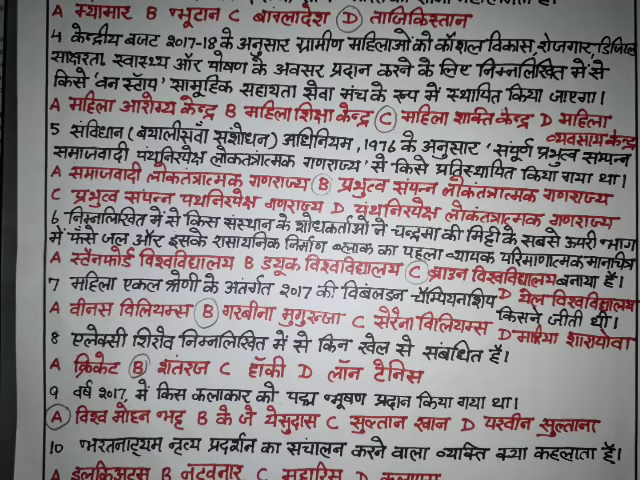 A म्यामार B भूटान C बांग्लादेश D ताजिकिस्तान
4 केन्द्रीय बजट 2017-18 के अनुसार ग्रामीण महिलाओं को कौशल विकास, रोजगार, डिजिटल
साक्षरता, स्वास्थ्य और पोषण के अवसर प्रदान करने के लिए निम्नलिखित में से
किसे 'वन स्टॉप' सामूहिक सहायता सेवा मंच के रूप में स्थापित किया जाएगा।
A महिला आरोग्य केन्द्र B महिला शिक्षा केन्द्र C महिला शक्ति केन्द्र D महिला
व्यवसाय केन्द्र
5 संविधान (बयालीसवाँ संशोधन) अधिनियम, 1976 के अनुसार 'संपूर्ण प्रभुत्व सम्पन्न
समाजवादी पंथनिरपेक्ष लोकतंत्रात्मक गणराज्य' से किसे प्रतिस्थापित किया गया था।
A समाजवादी लोकतंत्रात्मक गणराज्य B प्रभुत्व संपन्न लोकतन्त्रात्मक गणराज्य
C प्रभुत्व संपन्न पंथनिरपेक्ष गणराज्य D पंथनिरपेक्ष लोकतंत्रात्मक गणराज्य
6 निम्नलिखित में से किस संस्थान के शोधकर्ताओं ने चन्द्रमा की मिट्टी के सबसे ऊपरी भाग
में फँसे जल और इसके रासायनिक निर्माण ब्लाक का पहला व्यापक परिमाणात्मक मानचित्र
बनाया है।
A स्टैनफोर्ड विश्वविद्यालय B ड्यूक विश्वविद्यालय C ब्राउन विश्वविद्यालय
D येल विश्वविद्यालय
7 महिला एकल श्रेणी के अंतर्गत 2017 की विंबलडन चैम्पियनशिप किसने जीती थी।
A वीनस विलियम्स B गरबीना मुगुरुजा C सेरेना विलियम्स D मारिया शारापोवा
8 एलेक्सी शिरोव निम्नलिखित में से किन खेल से संबधित है।
A क्रिकेट B शतरंज C हॉकी D लॉन टेनिस
9 वर्ष 2017, में किस कलाकार को पद्म भूषण प्रदान किया गया था।
A विश्व मोहन भट्ट B के जे येसुदास C सुल्तान खान D परवीन सुल्ताना
10 भरतनाट्यम नृत्य प्रदर्शन का संचालन करने वाला व्यक्ति क्या कहलाता है।
B नट्वनार C